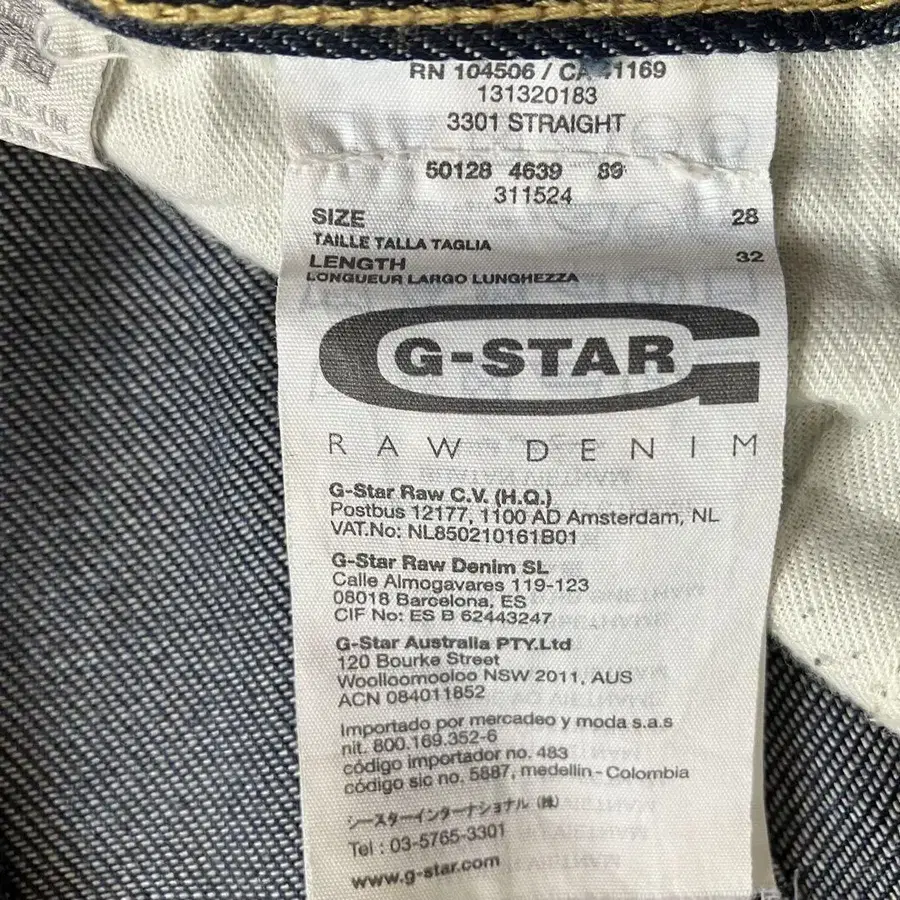 RN 104506 / CA 41169
131320183
3301 STRAIGHT
50128 4639 89
311524
SIZE 28
TAILLE TALLA TAGLIA
LENGTH 32
LONGUEUR LARGO LUNGHEZZA
G-STAR
RAW DENIM
G-Star Raw C.V. (H.Q.)
Postbus 12177, 1100 AD Amsterdam, NL
VAT.No: NL850210161B01
G-Star Raw Denim SL
Calle Almogavares 119-123
08018 Barcelona, ES
CIF No: ES B 62443247
G-Star Australia PTY.Ltd
120 Bourke Street
Woolloomooloo NSW 2011, AUS
ACN 084011852
Importado por mercadeo y moda s.a.s
nit. 800.169.352-6
código importador no. 483
código sic no. 5887, medellin - Colombia
ジースターインターナショナル (株)
Tel : 03-5765-3301
www.g-star.com